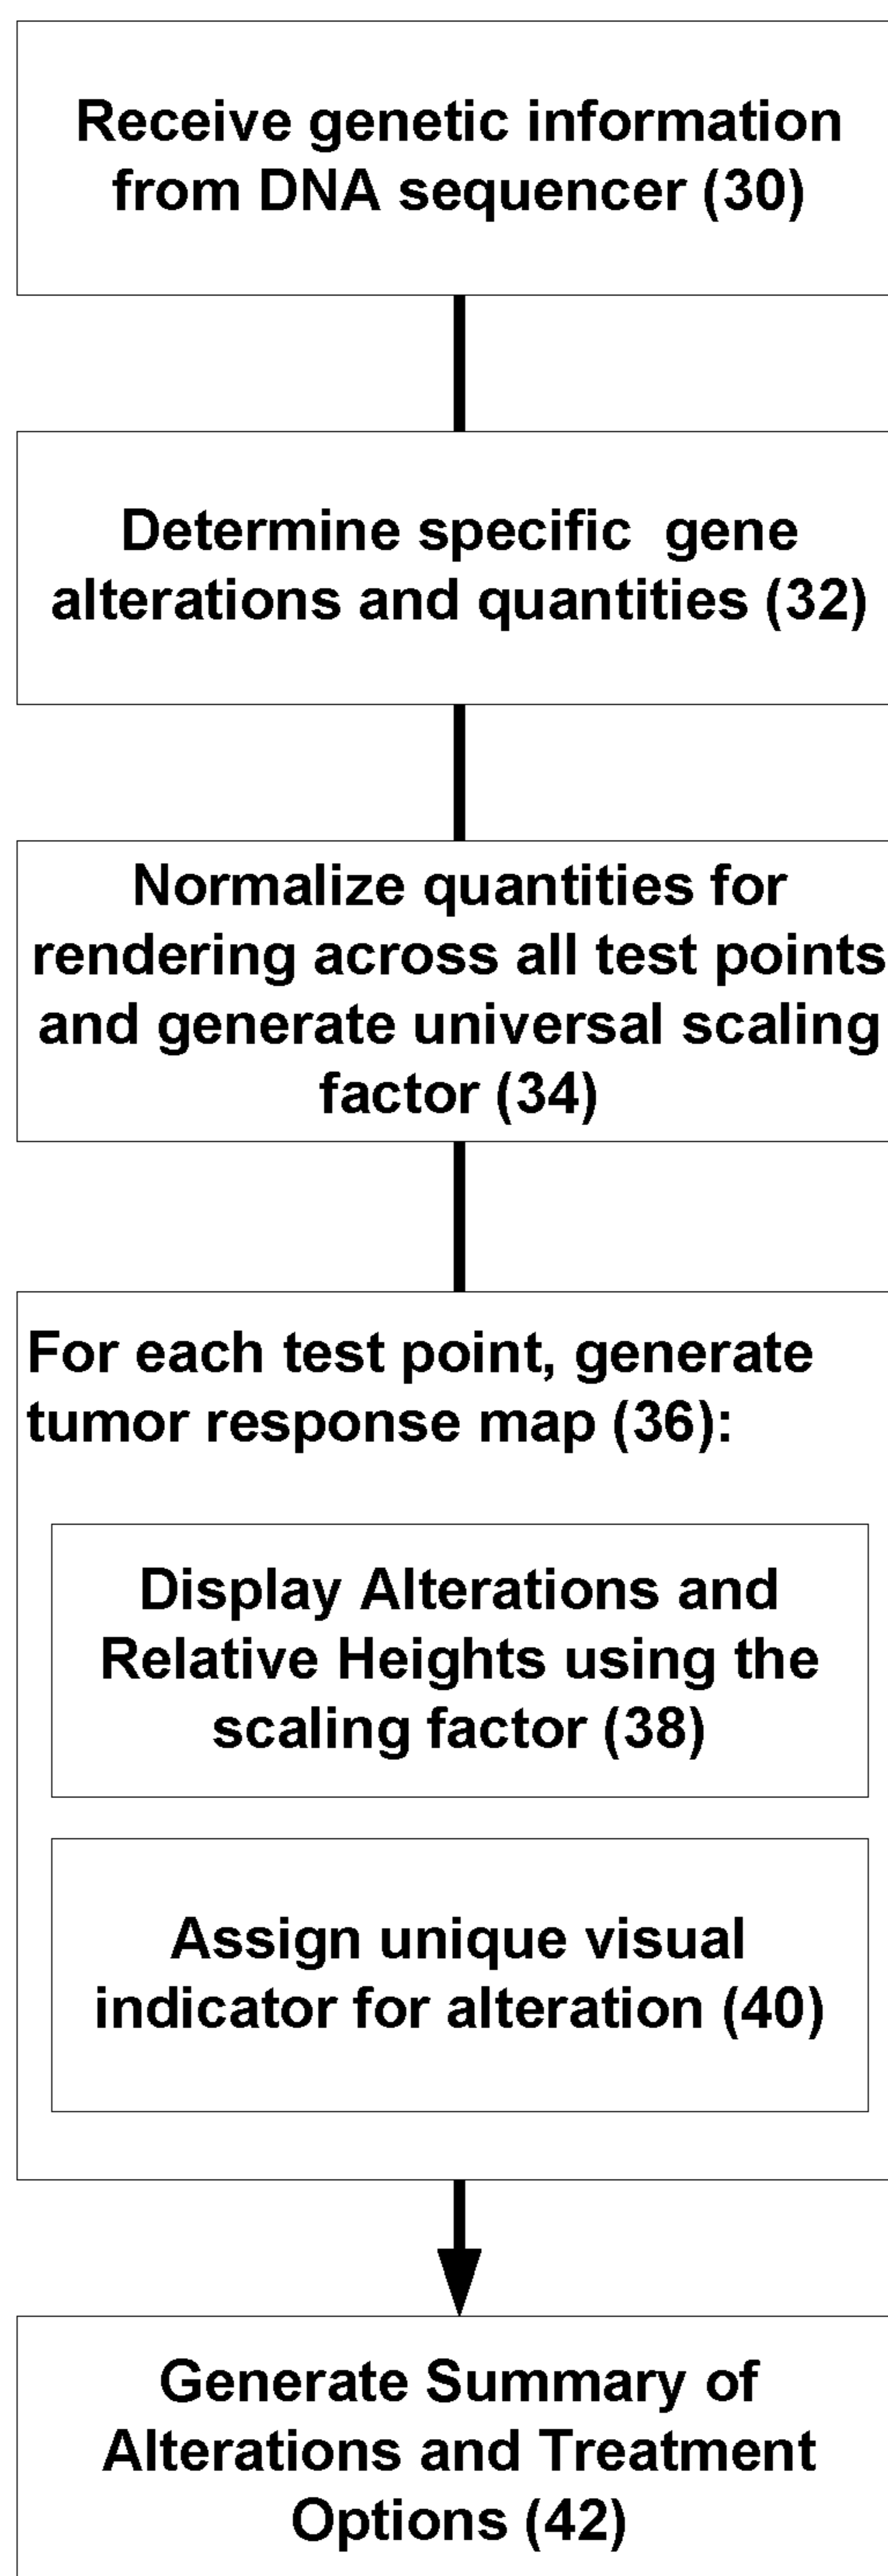 Receive genetic information
from DNA sequencer (30)
Determine specific  gene
alterations and quantities (32)
Normalize quantities for
rendering across all test points
and generate universal scaling
factor (34)
For each test point, generate
tumor response map (36):
Display Alterations and
Relative Heights using the
scaling factor (38)
Assign unique visual
indicator for alteration (40)
Generate Summary of
Alterations and Treatment
Options (42)